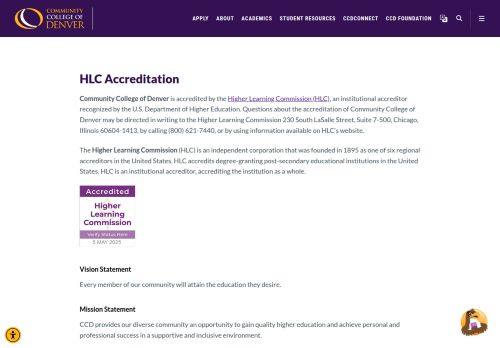 COMMUNITY
COLLEGE OF
DENVER
APPLY ABOUT ACADEMICS STUDENT RESOURCES CCDCONNECT CCD FOUNDATION
HLC Accreditation
Community College of Denver is accredited by the Higher Learning Commission (HLC), an institutional accreditor
recognized by the U.S. Department of Higher Education. Questions about the accreditation of Community College of
Denver may be directed in writing to the Higher Learning Commission 230 South LaSalle Street, Suite 7-500, Chicago,
Illinois 60604-1413, by calling (800) 621-7440, or by using information available on HLC's website.
The Higher Learning Commission (HLC) is an independent corporation that was founded in 1895 as one of six regional
accreditors in the United States. HLC accredits degree-granting post-secondary educational institutions in the United
States. HLC is an institutional accreditor, accrediting the institution as a whole.
Accredited
Higher
Learning
Commission
Verify Status Here
5 MAY 2025
Vision Statement
Every member of our community will attain the education they desire.
Mission Statement
CCD provides our diverse community an opportunity to gain quality higher education and achieve personal and
professional success in a supportive and inclusive environment.